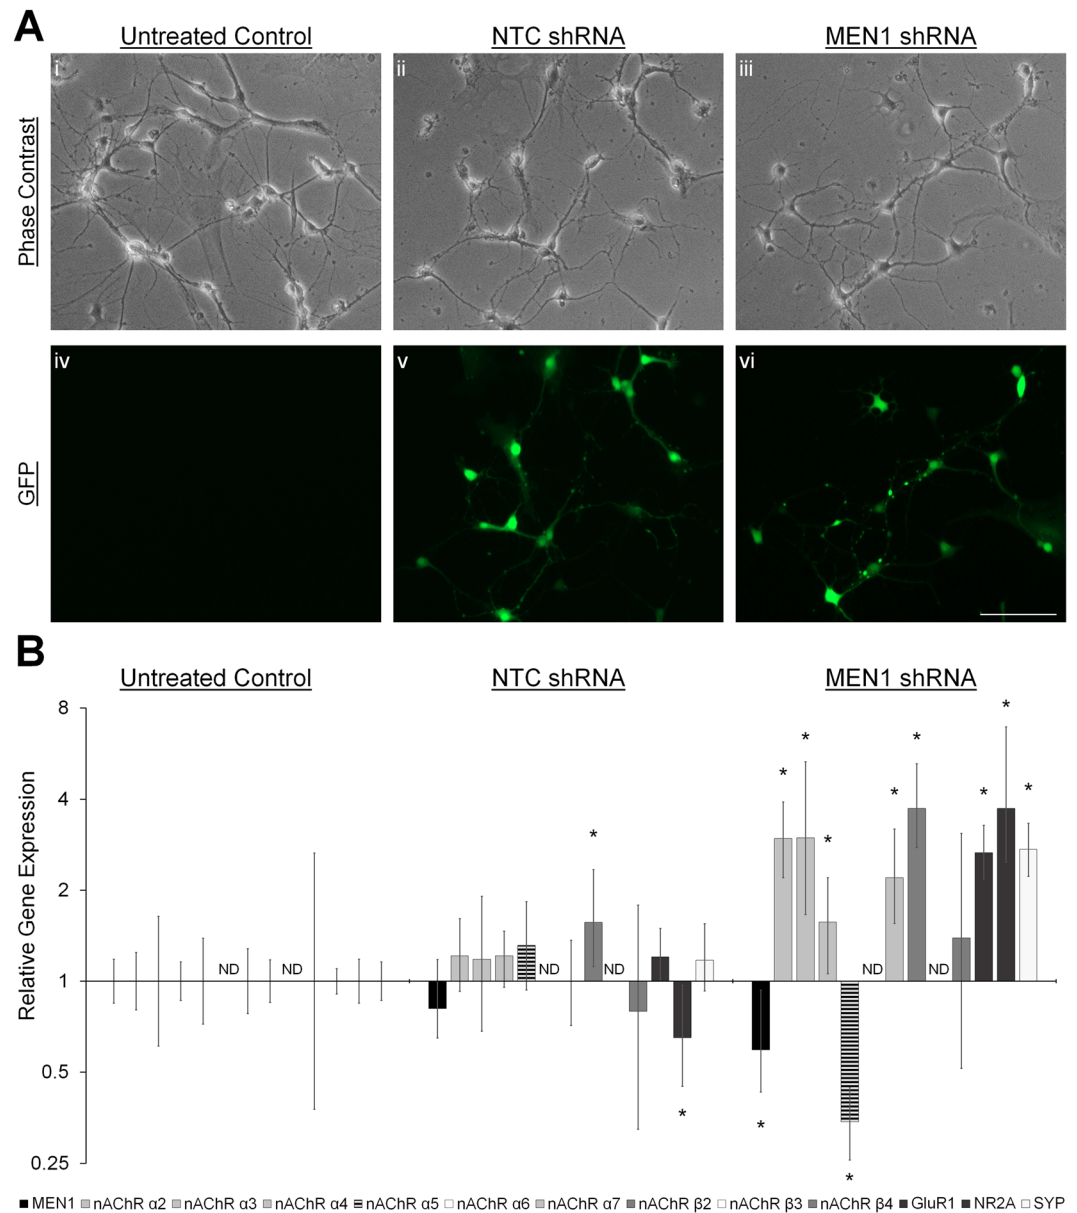 A
Untreated Control
NTC shRNA
MEN1 shRNA
Phase Contrast
i
ii
iii
GFP
iv
v
vi
B
Untreated Control
NTC shRNA
MEN1 shRNA
Relative Gene Expression
8
4
2
1
0.5
0.25
ND
ND
*
ND
ND
*
*
*
*
*
*
ND
*
*
ND
*
*
*
MEN1 nAChR α2 nAChR α3 nAChR α4 nAChR α5 nAChR α6 nAChR α7 nAChR β2 nAChR β3 nAChR β4 GluR1 NR2A SYP